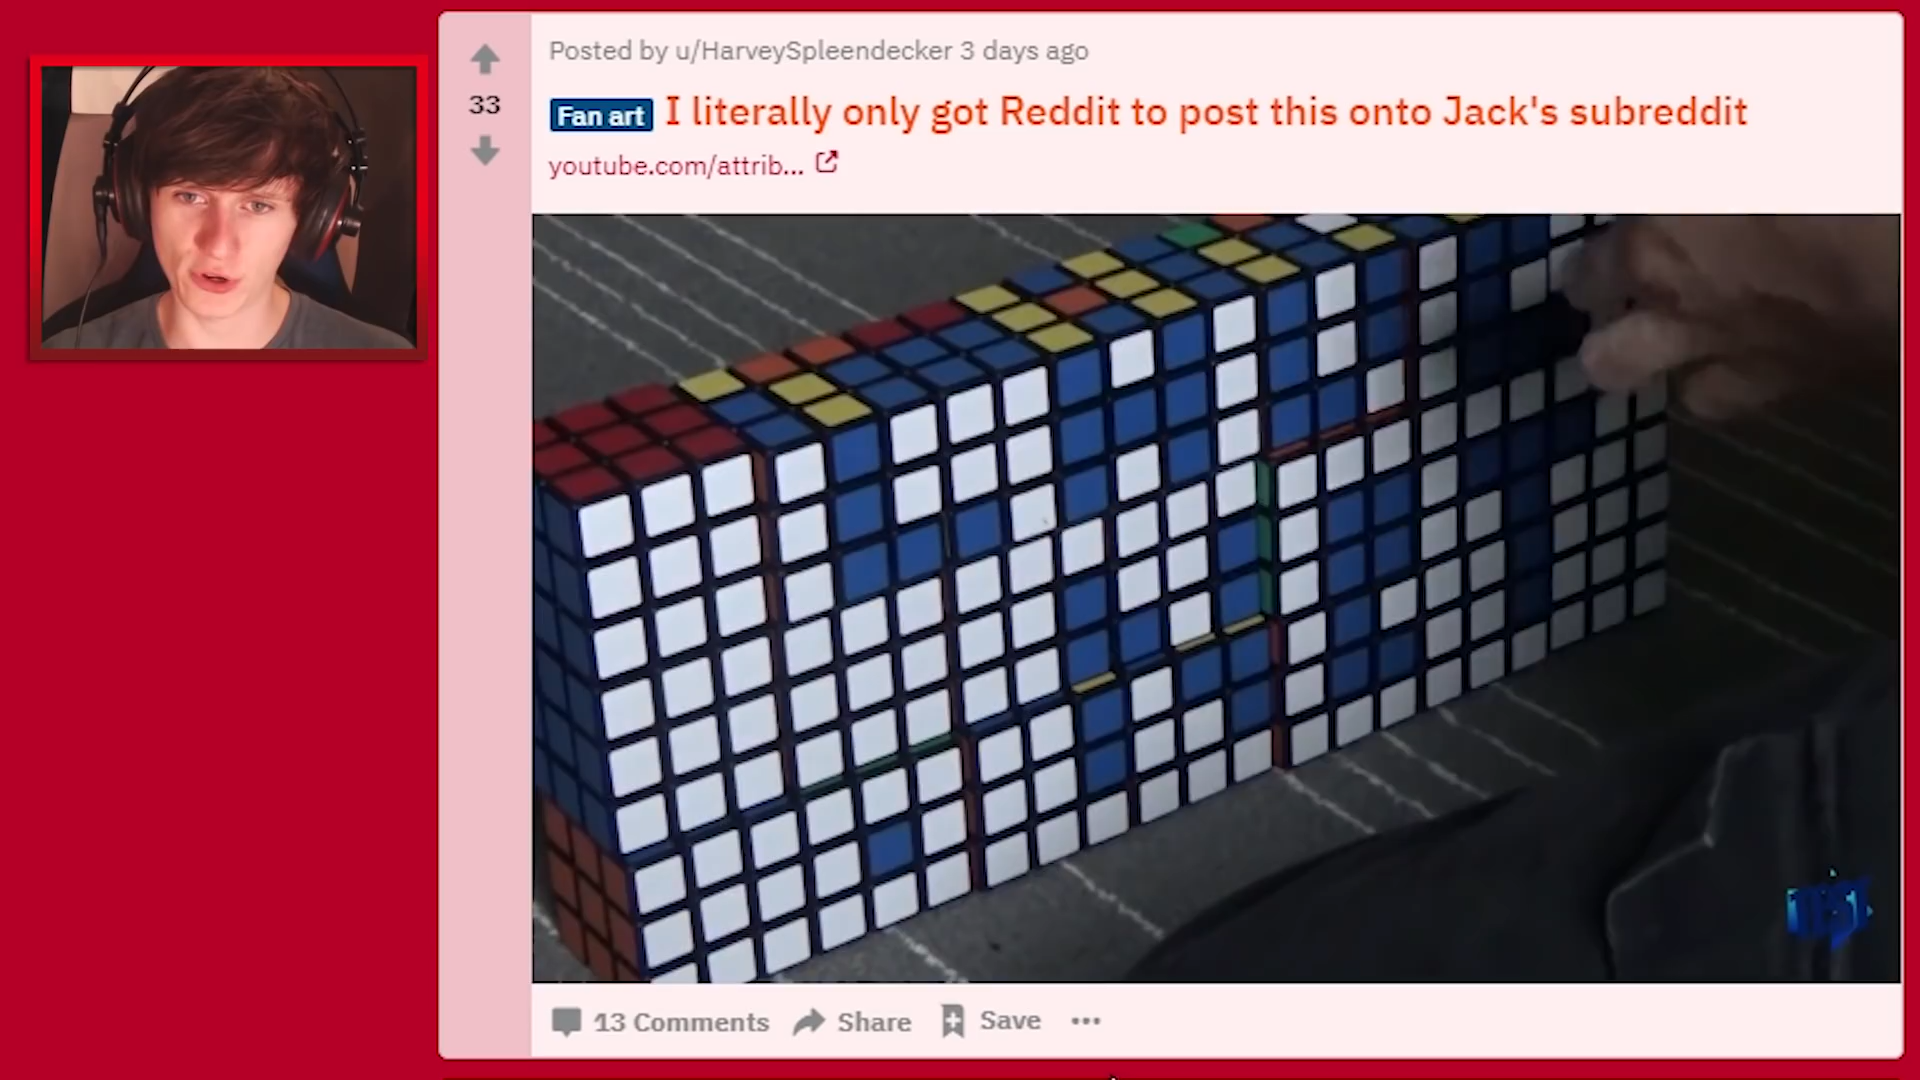 Posted by u/HarveySpleendecker 3 days ago
33
Fan art I literally only got Reddit to post this onto Jack's subreddit
youtube.com/attrib...
13 Comments Share Save ...